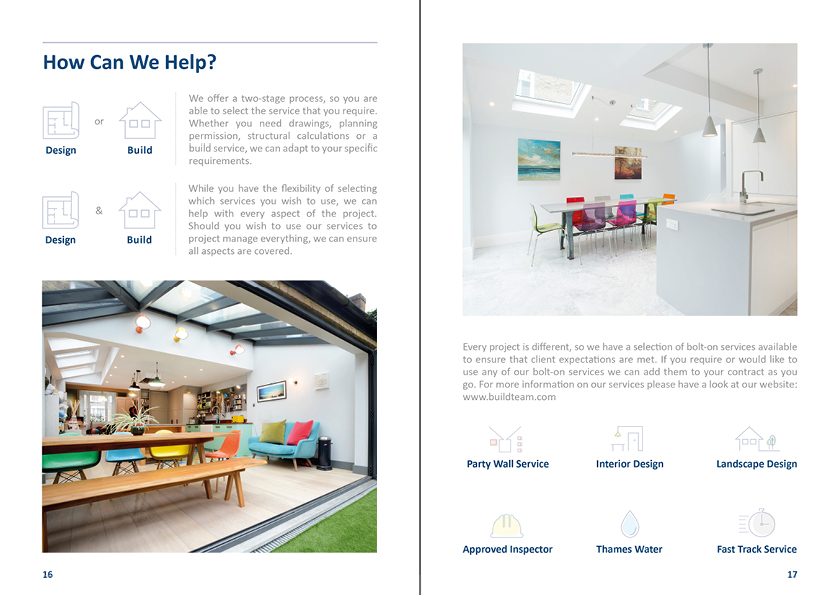 How Can We Help?
or
Design
Build
We offer a two-stage process, so you are
able to select the service that you require.
Whether you need drawings, planning
permission, structural calculations or a
build service, we can adapt to your specific
requirements.
&
Design
Build
While you have the flexibility of selecting
which services you wish to use, we can
help with every aspect of the project.
Should you wish to use our services to
project manage everything, we can ensure
all aspects are covered.
16
Every project is different, so we have a selection of bolt-on services available
to ensure that client expectations are met. If you require or would like to
use any of our bolt-on services we can add them to your contract as you
go. For more information on our services please have a look at our website:
www.buildteam.com
Party Wall Service
Interior Design
Landscape Design
Approved Inspector
Thames Water
Fast Track Service
17